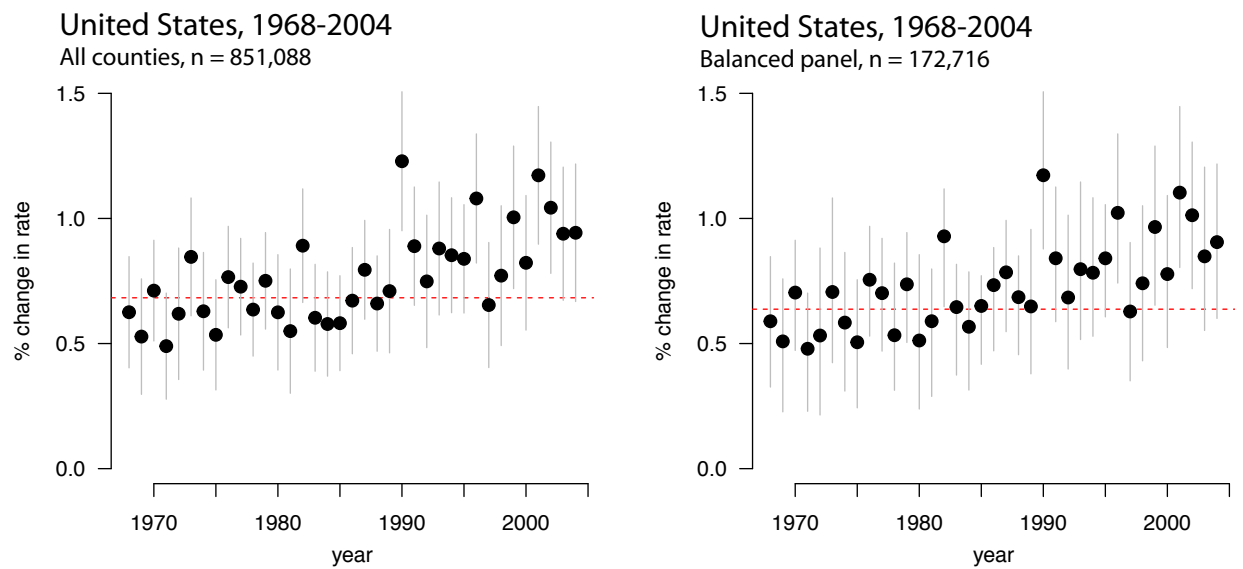 United States, 1968-2004
All counties, n = 851,088
1.5
1.0
0.5
0.0
% change in rate
1970
1980
1990
2000
year
United States, 1968-2004
Balanced panel, n = 172,716
1.5
1.0
0.5
0.0
% change in rate
1970
1980
1990
2000
year